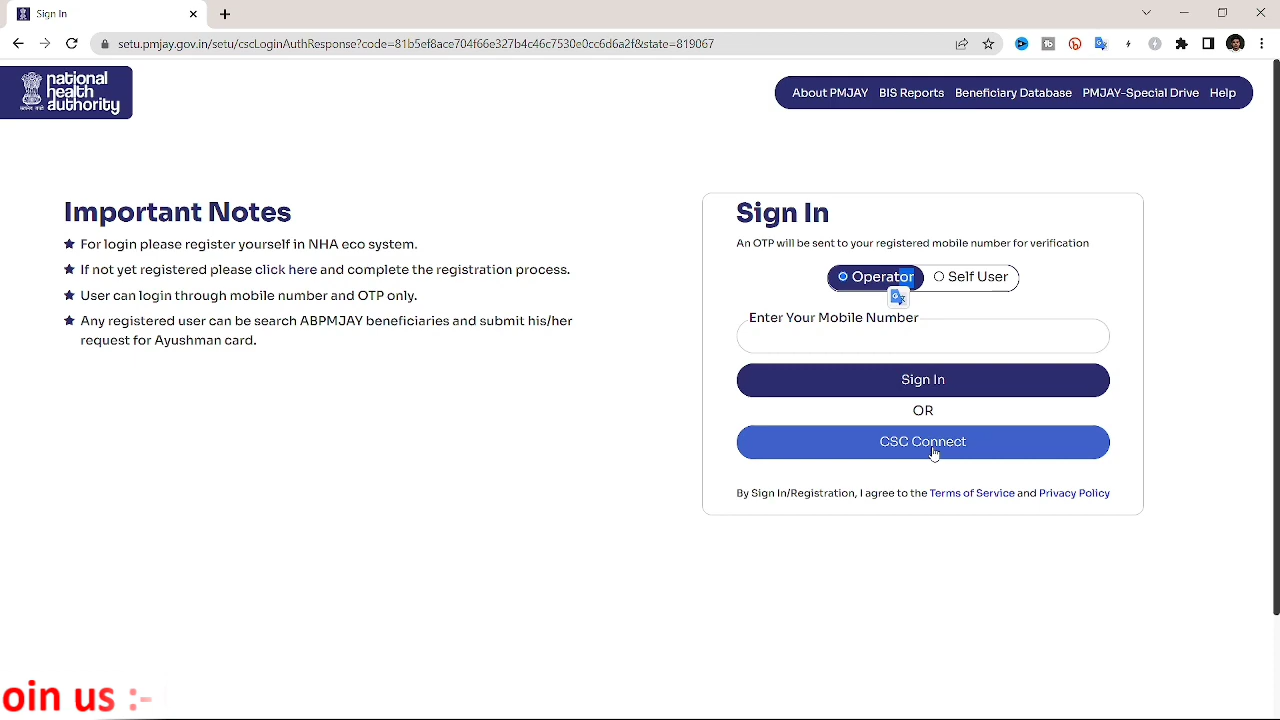 Sign In
setu.pmjay.gov.in/setu/cscLoginAuthResponse?code=81b5ef8ac704f66e327b4c3c7530e0cc6d6a2f&state=819067
national
health
authority
About PMJAY BIS Reports Beneficiary Database PMJAY-Special Drive Help
Important Notes
For login please register yourself in NHA eco system.
If not yet registered please click here and complete the registration process.
User can login through mobile number and OTP only.
Any registered user can be search ABPMJAY beneficiaries and submit his/her
request for Ayushman card.
Sign In
An OTP will be sent to your registered mobile number for verification
Operator Self User
Enter Your Mobile Number
Sign In
OR
CSC Connect
By Sign In/Registration, I agree to the Terms of Service and Privacy Policy
oin us :-